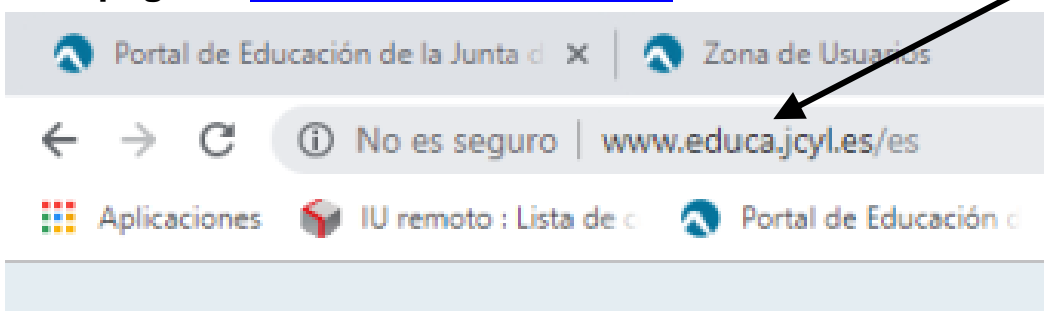 Portal de Educación de la Junta d
Zona de Usuarios
No es seguro | www.educa.jcyl.es/es
Aplicaciones IU remoto : Lista de c Portal de Educación d